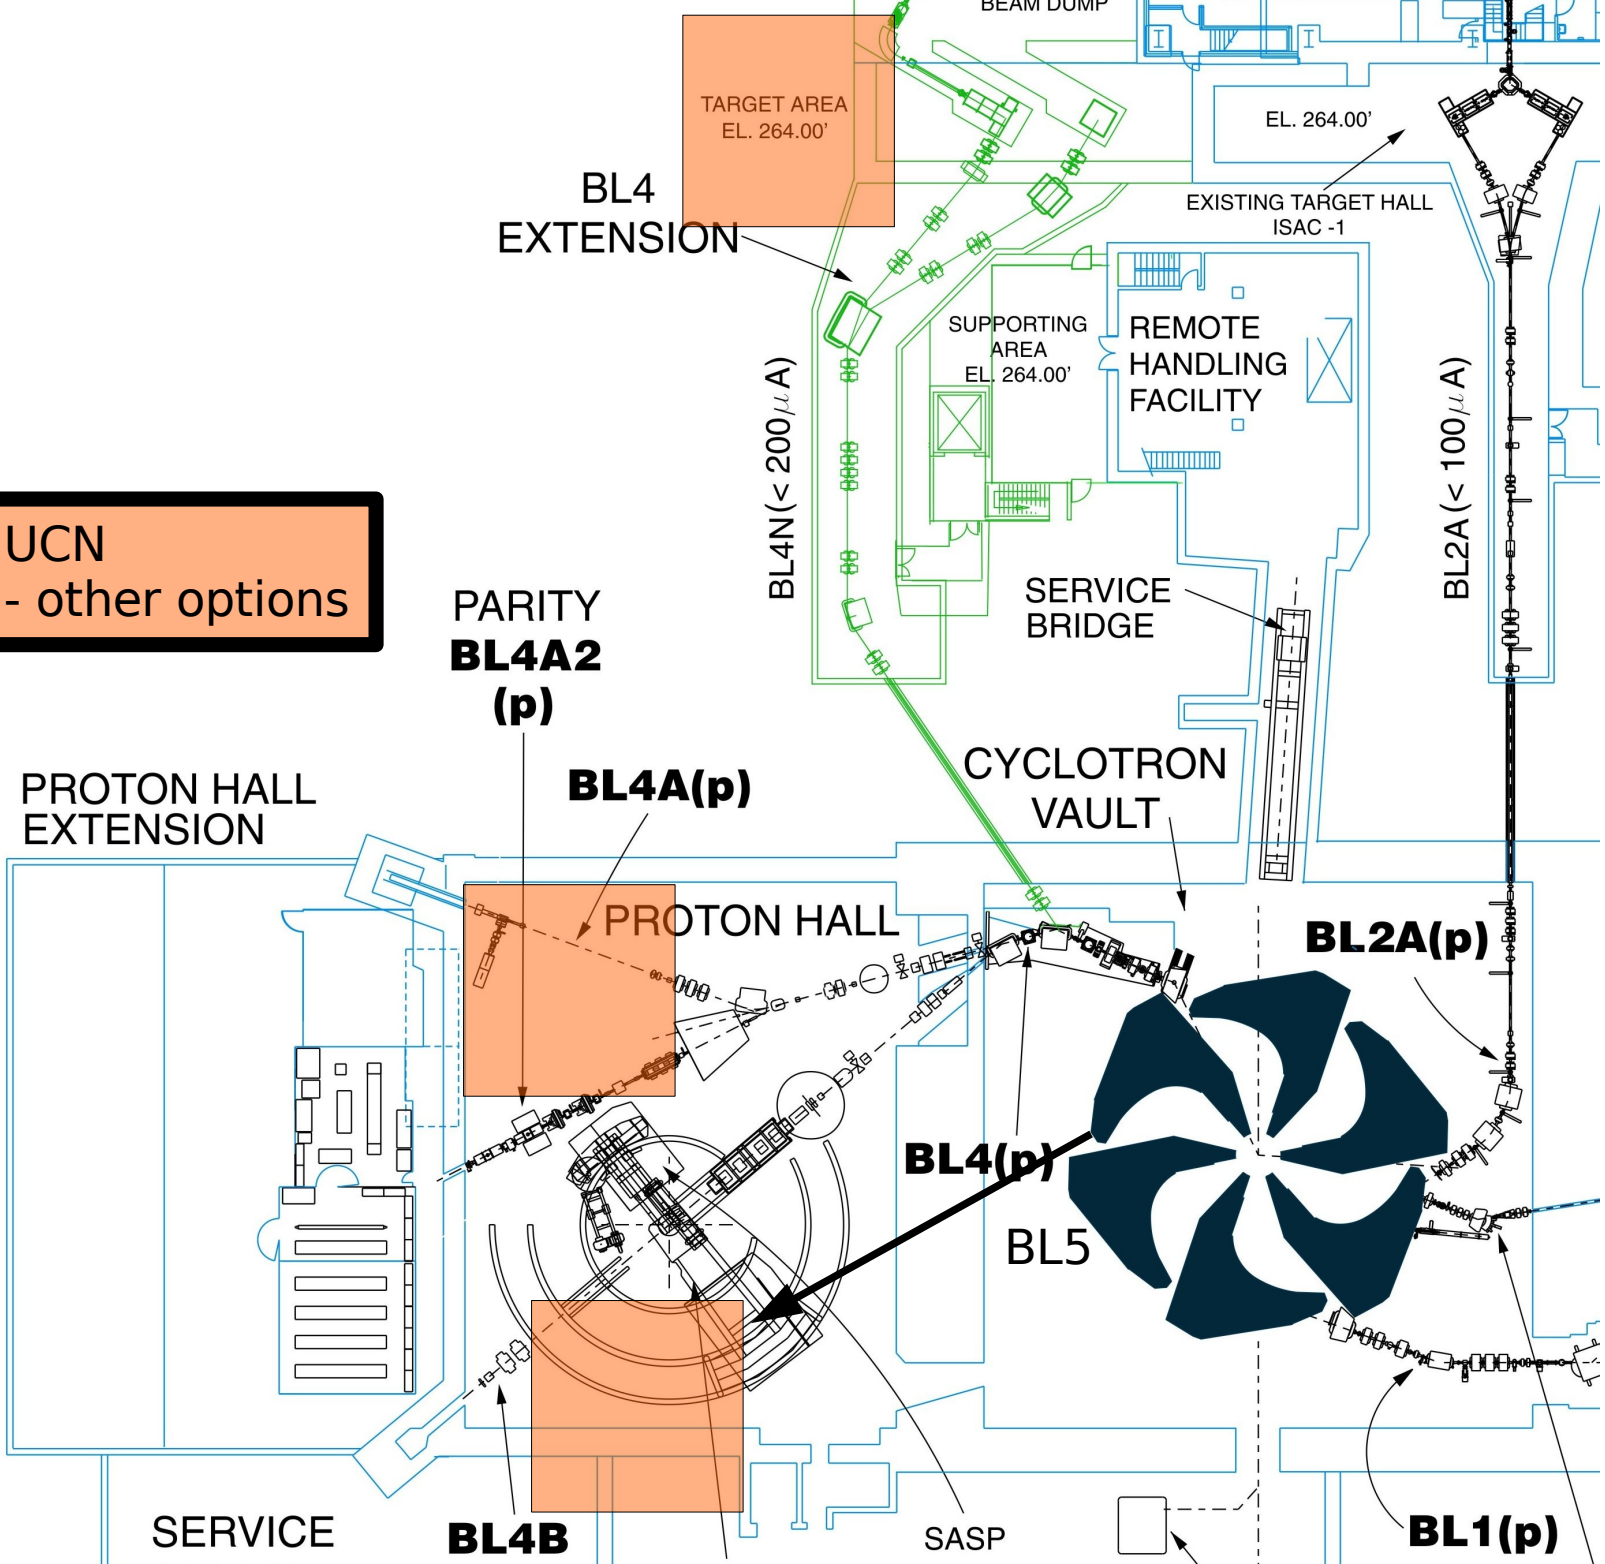 BEAM DUMP
TARGET AREA
EL. 264.00'
EL. 264.00'
BL4
EXTENSION
EXISTING TARGET HALL
ISAC -1
SUPPORTING
AREA
EL. 264.00'
REMOTE
HANDLING
FACILITY
BL4N(< 200μA)
BL2A(< 100μA)
UCN
- other options
SERVICE
BRIDGE
PARITY
BL4A2
(p)
CYCLOTRON
VAULT
BL4A(p)
PROTON HALL
EXTENSION
PROTON HALL
BL2A(p)
BL4(p)
BL5
SERVICE
BL4B
SASP
BL1(p)